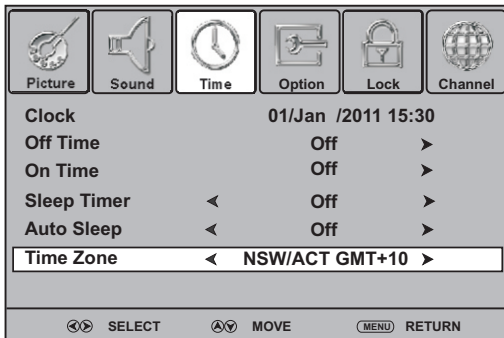 Picture Sound Time Option Lock Channel
Clock 01/Jan /2011 15:30
Off Time Off
On Time Off
Sleep Timer Off
Auto Sleep Off
Time Zone NSW/ACT GMT+10
SELECT MOVE MENU RETURN